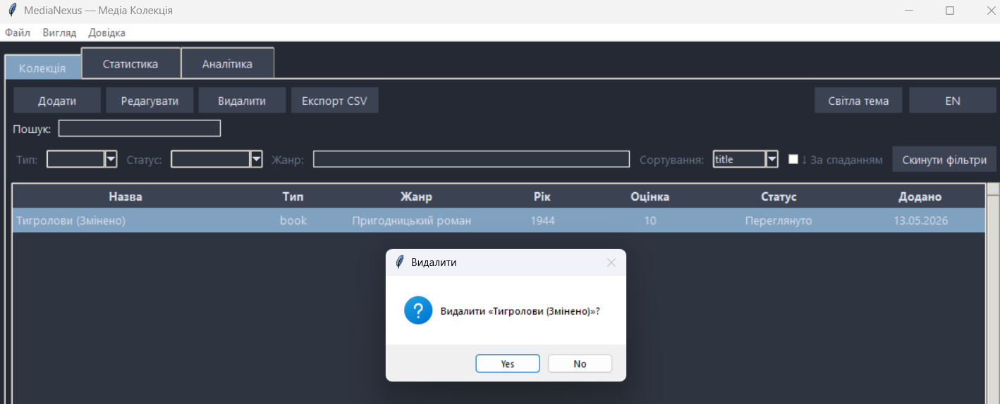 MediaNexus — Медіа Колекція
Файл Вигляд Довідка
Колекція Статистика Аналітика
Додати Редагувати Видалити Експорт CSV Світла тема EN
Пошук:
Тип: Статус: Жанр: Сортування: title ↓ За спаданням Скинути фільтри
Назва Тип Жанр Рік Оцінка Статус Додано
Тигролови (Змінено) book Пригодницький роман 1944 10 Переглянуто 13.05.2026
Видалити
Видалити «Тигролови (Змінено)»?
Yes No